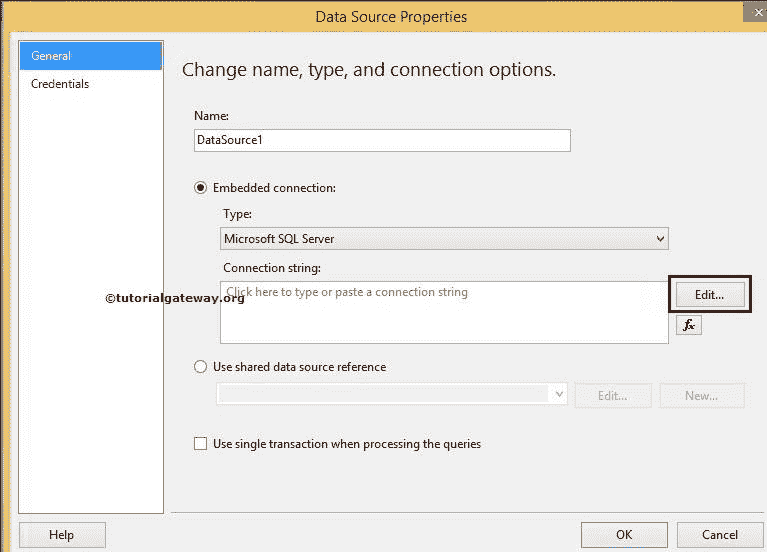 Data Source Properties
General
Credentials
Change name, type, and connection options.
Name:
DataSource1
Embedded connection:
Type:
Microsoft SQL Server
Connection string:
Click here to type or paste a connection string
Edit...
©tutorialgateway.org
fx
Use shared data source reference
Edit...
New...
Use single transaction when processing the queries
Help
OK
Cancel